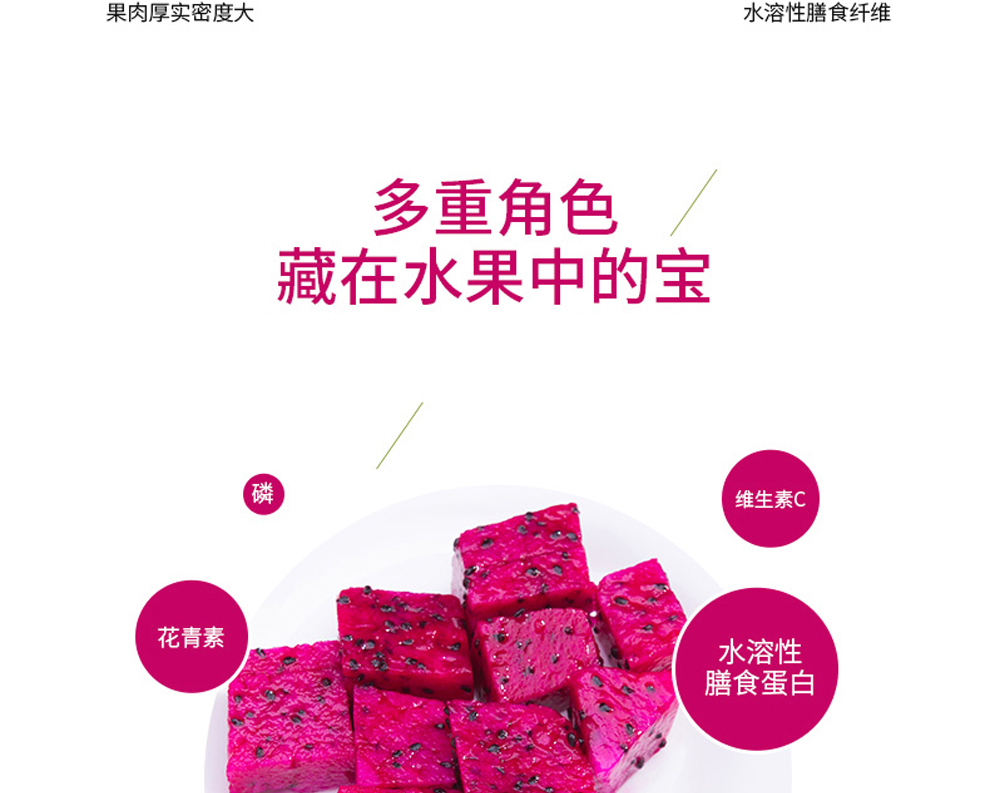 果肉厚实密度大
水溶性膳食纤维
多重角色
藏在水果中的宝
磷
维生素C
花青素
水溶性
膳食蛋白